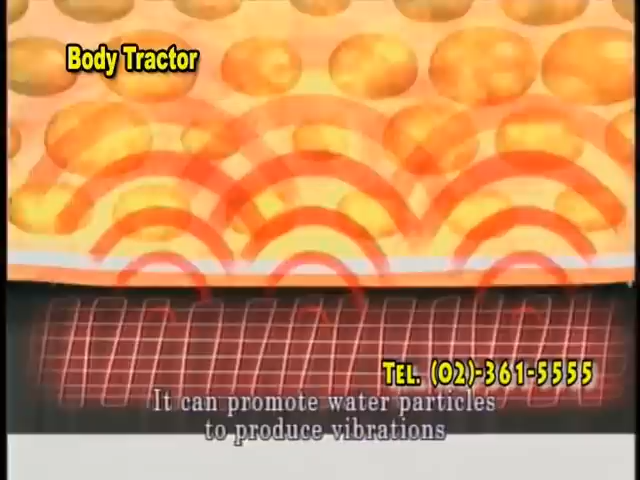 Body Tractor
TEL. (02)-361-5555
It can promote water particles
to produce vibrations